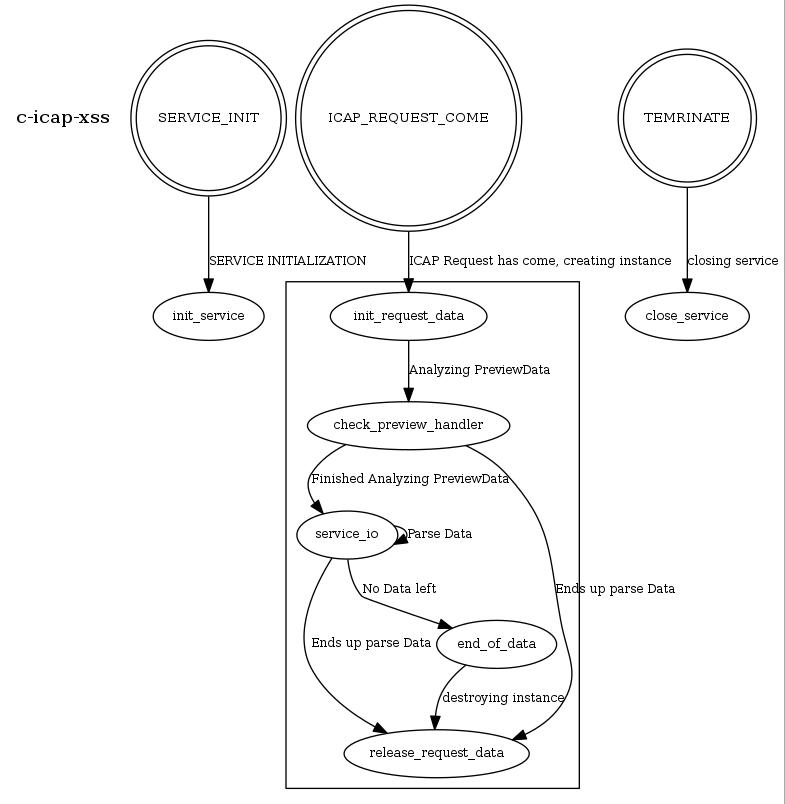 c-icap-xss
SERVICE_INIT
ICAP_REQUEST_COME
TEMRINATE
SERVICE INITIALIZATION
ICAP Request has come, creating instance
closing service
init_service
init_request_data
close_service
Analyzing PreviewData
check_preview_handler
Finished Analyzing PreviewData
service_io
Parse Data
No Data left
Ends up parse Data
Ends up parse Data
end_of_data
destroying instance
release_request_data